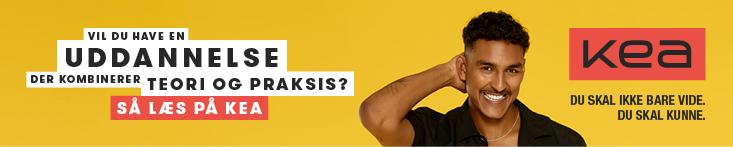 VIL DU HAVE EN
UDDANNELSE
DER KOMBINERER TEORI OG PRAKSIS?
SÅ LÆS PÅ KEA
kea
DU SKAL IKKE BARE VIDE.
DU SKAL KUNNE.